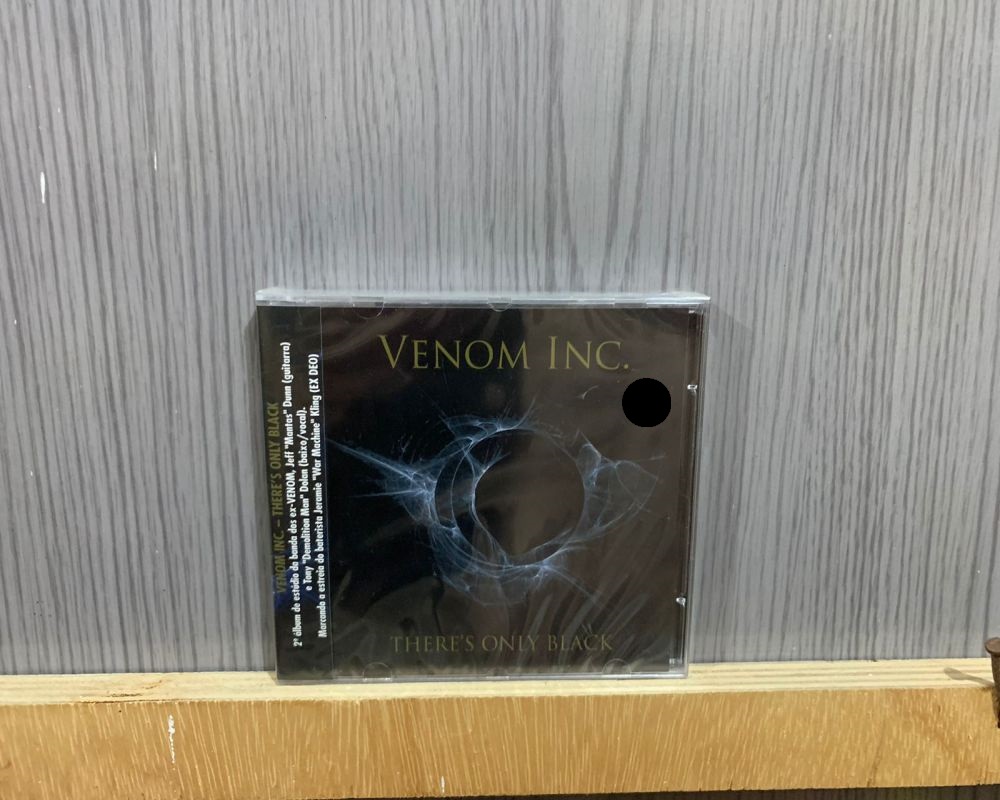 VENOM INC.
THERE'S ONLY BLACK
VENOM INC. – THERE'S ONLY BLACK
2º álbum de estúdio da banda dos ex-VENOM, Jeff "Mantas" Dunn (guitarra)
e Tony "Demolition Man" Dolan (baixo/vocal).
Marcando a estreia do baterista Jeramie "War Machine" Kling (EX DEO)